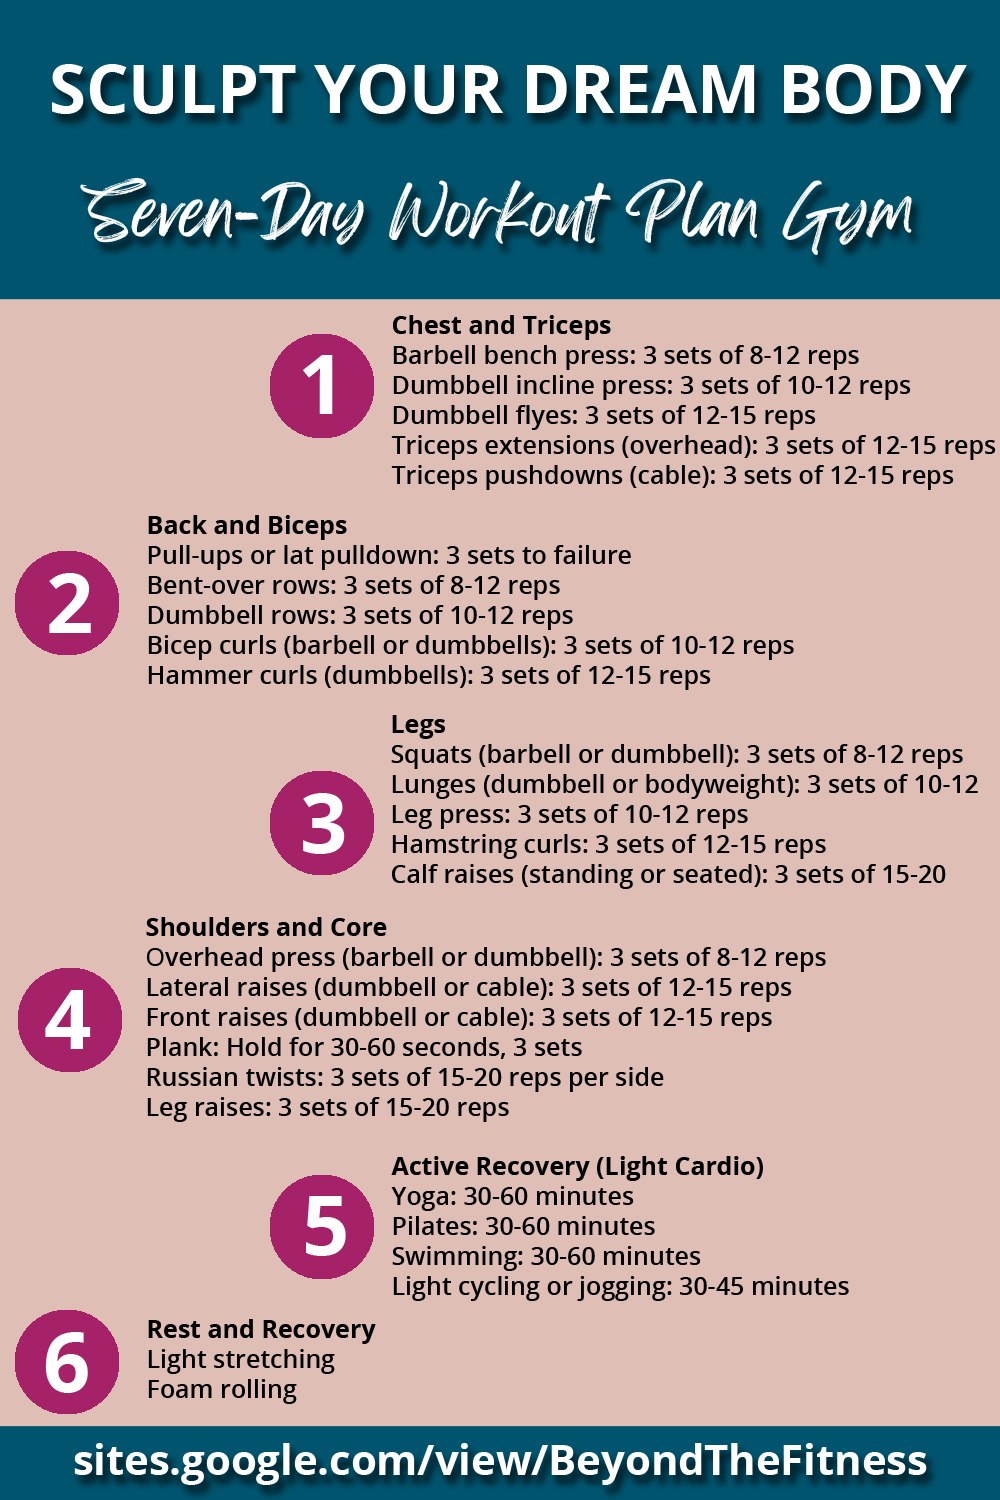 SCULPT YOUR DREAM BODY
Seven-Day Workout Plan Gym
1
Chest and Triceps
Barbell bench press: 3 sets of 8-12 reps
Dumbbell incline press: 3 sets of 10-12 reps
Dumbbell flyes: 3 sets of 12-15 reps
Triceps extensions (overhead): 3 sets of 12-15 reps
Triceps pushdowns (cable): 3 sets of 12-15 reps
2
Back and Biceps
Pull-ups or lat pulldown: 3 sets to failure
Bent-over rows: 3 sets of 8-12 reps
Dumbbell rows: 3 sets of 10-12 reps
Bicep curls (barbell or dumbbells): 3 sets of 10-12 reps
Hammer curls (dumbbells): 3 sets of 12-15 reps
3
Legs
Squats (barbell or dumbbell): 3 sets of 8-12 reps
Lunges (dumbbell or bodyweight): 3 sets of 10-12
Leg press: 3 sets of 10-12 reps
Hamstring curls: 3 sets of 12-15 reps
Calf raises (standing or seated): 3 sets of 15-20
4
Shoulders and Core
Overhead press (barbell or dumbbell): 3 sets of 8-12 reps
Lateral raises (dumbbell or cable): 3 sets of 12-15 reps
Front raises (dumbbell or cable): 3 sets of 12-15 reps
Plank: Hold for 30-60 seconds, 3 sets
Russian twists: 3 sets of 15-20 reps per side
Leg raises: 3 sets of 15-20 reps
5
Active Recovery (Light Cardio)
Yoga: 30-60 minutes
Pilates: 30-60 minutes
Swimming: 30-60 minutes
Light cycling or jogging: 30-45 minutes
6
Rest and Recovery
Light stretching
Foam rolling
sites.google.com/view/BeyondTheFitness